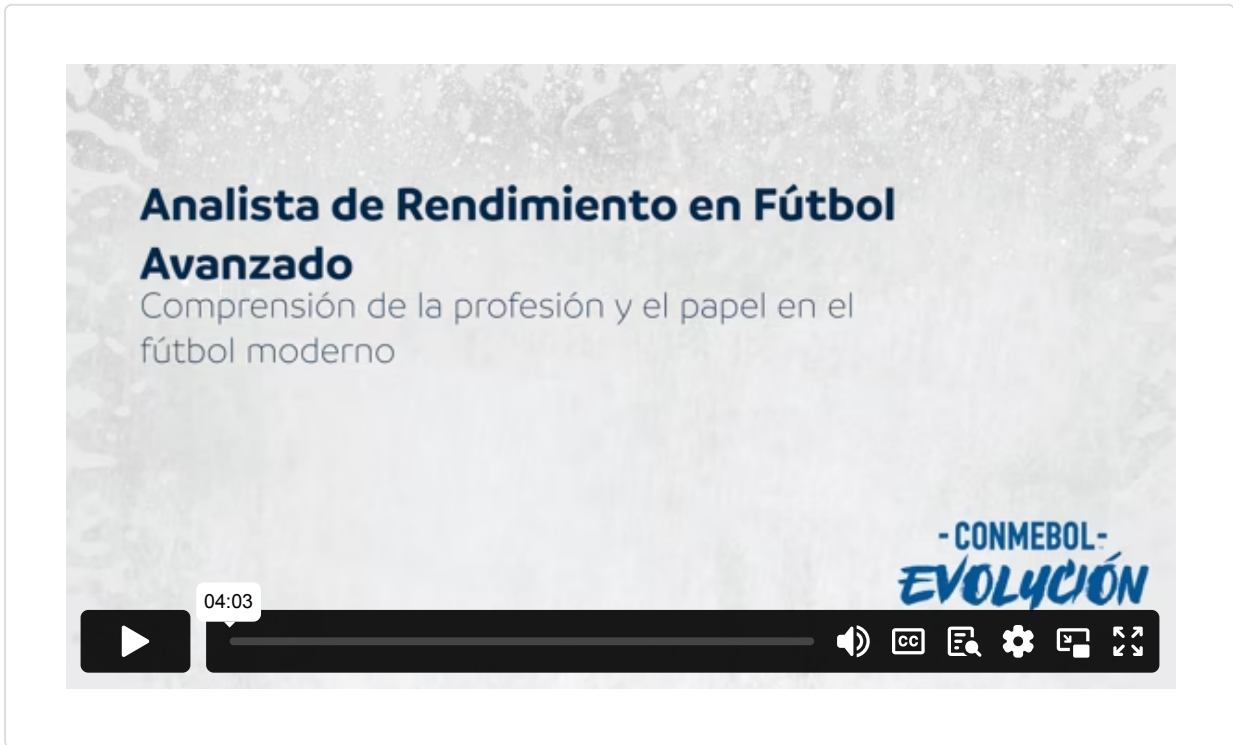 Analista de Rendimiento en Fútbol
Avanzado
Comprensión de la profesión y el papel en el
fútbol moderno
- CONMEBOL-
EVOLUCIÓN
04:03
CC